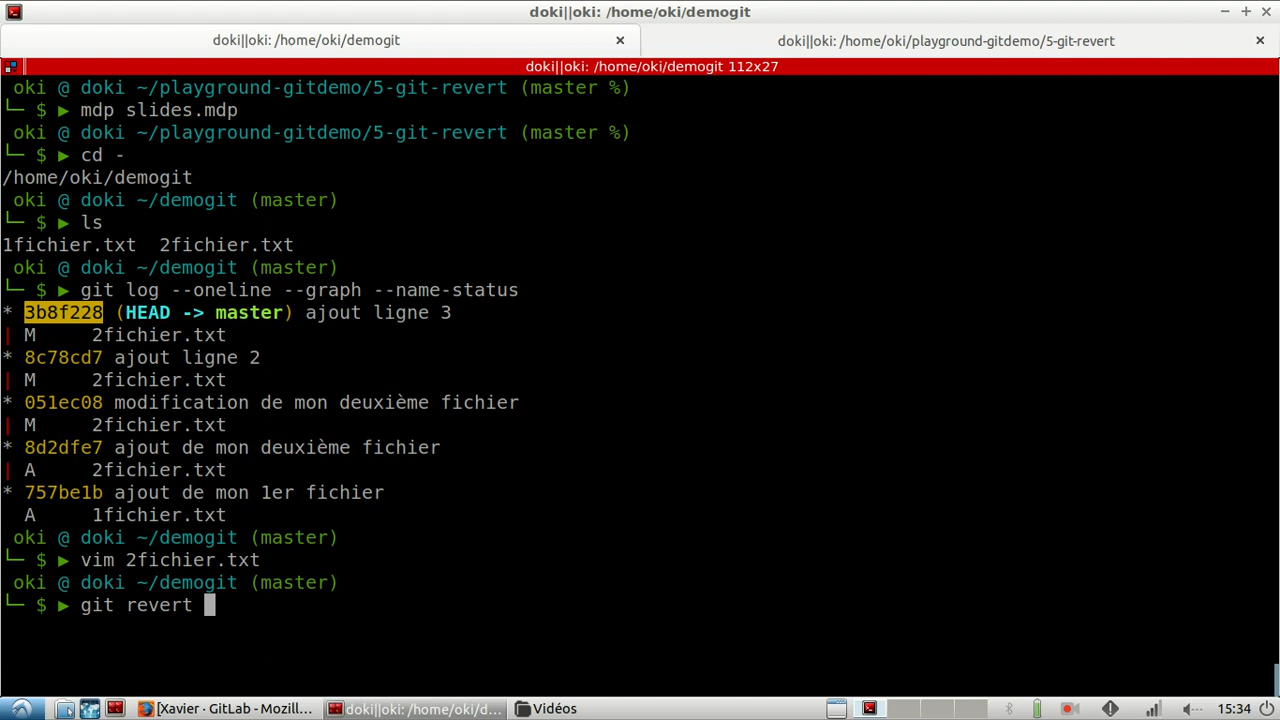 doki||oki: /home/oki/demogit
doki||oki: /home/oki/demogit
doki||oki: /home/oki/playground-gitdemo/5-git-revert
doki||oki: /home/oki/demogit 112x27
oki @ doki ~/playground-gitdemo/5-git-revert (master %)
└─ $ ▶ mdp slides.mdp
oki @ doki ~/playground-gitdemo/5-git-revert (master %)
└─ $ ▶ cd -
/home/oki/demogit
oki @ doki ~/demogit (master)
└─ $ ▶ ls
1fichier.txt  2fichier.txt
oki @ doki ~/demogit (master)
└─ $ ▶ git log --oneline --graph --name-status
* 3b8f228 (HEAD -> master) ajout ligne 3
| M     2fichier.txt
* 8c78cd7 ajout ligne 2
| M     2fichier.txt
* 051ec08 modification de mon deuxième fichier
| M     2fichier.txt
* 8d2dfe7 ajout de mon deuxième fichier
| A     2fichier.txt
* 757be1b ajout de mon 1er fichier
  A     1fichier.txt
oki @ doki ~/demogit (master)
└─ $ ▶ vim 2fichier.txt
oki @ doki ~/demogit (master)
└─ $ ▶ git revert
[Xavier · GitLab - Mozill... doki||oki: /home/oki/d... Vidéos 15:34